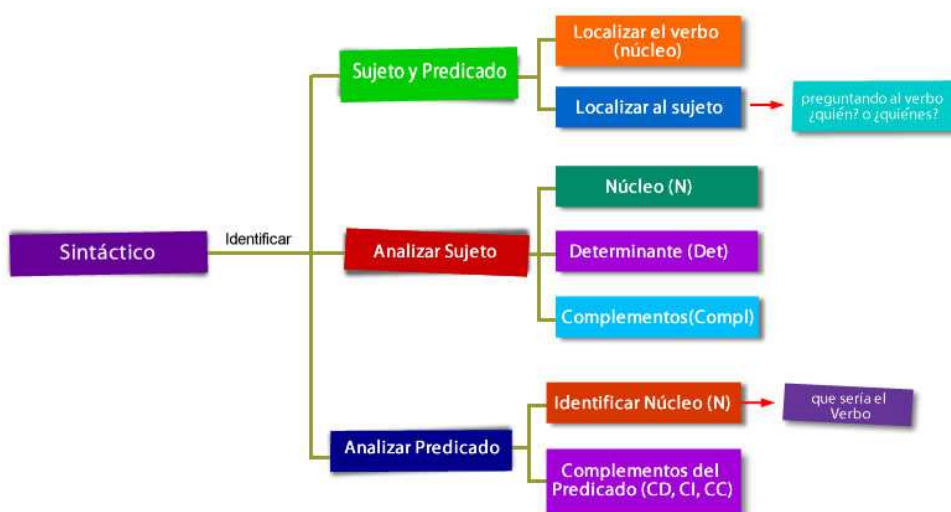 Sintáctico
Identificar
Sujeto y Predicado
Localizar el verbo
(núcleo)
Localizar al sujeto
preguntando al verbo
¿quién? o ¿quiénes?
Analizar Sujeto
Núcleo (N)
Determinante (Det)
Complementos(Compl)
Analizar Predicado
Identificar Núcleo (N)
que sería el
Verbo
Complementos del
Predicado (CD, CI, CC)